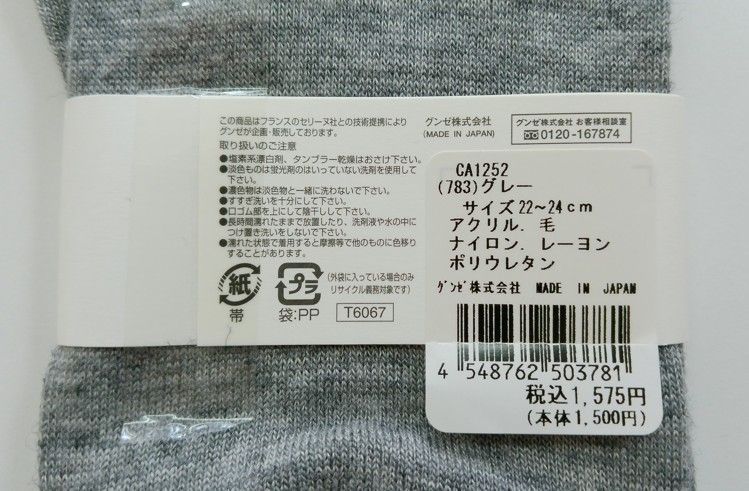 この商品はフランスのセリーヌ社との技術提携により
グンゼが企画・販売しております。
取り扱いのご注意
●塩素系漂白剤、タンブラー乾燥はおさけ下さい。
●淡色ものは蛍光剤のはいっていない洗剤を使用して下さい。
●濃色物は淡色物と一緒に洗わないで下さい。
●すすぎ洗いを十分にして下さい。
●口ゴム部を上にして陰干しして下さい。
●長時間濡れたままで放置したり、洗剤液や水の中に
つけ置き洗いをしないで下さい。
●濡れた状態で着用すると摩擦等で他のものに色移り
することがあります。
紙
帯
プラ
袋:PP
(外袋に入っている場合のみ
リサイクル義務対象です)
T6067
グンゼ株式会社
(MADE IN JAPAN)
グンゼ株式会社 お客様相談室
0120-167874
CA1252
(783)グレー
サイズ22~24cm
アクリル.毛
ナイロン.レーヨン
ポリウレタン
グンゼ株式会社 MADE IN JAPAN
4 548762 503781
税込1,575円
(本体1,500円)